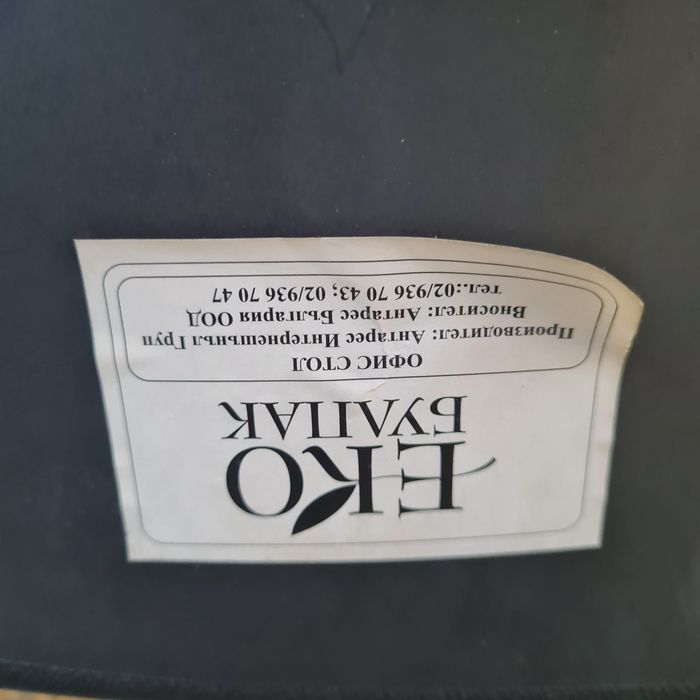 ЕКО
БУЛПАК
ОФИС СТОЛ
Производител: Антарес Интернешънъл Груп
Вносител: Антарес България ООД
тел.:02/936 70 43; 02/936 70 47